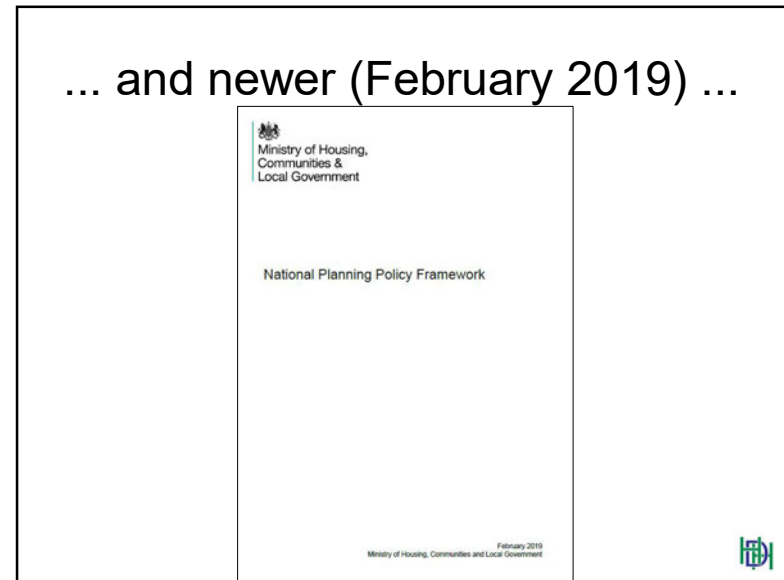 ... and newer (February 2019) ...
Ministry of Housing,
Communities &
Local Government
National Planning Policy Framework
February 2019
Ministry of Housing, Communities and Local Government
HDH